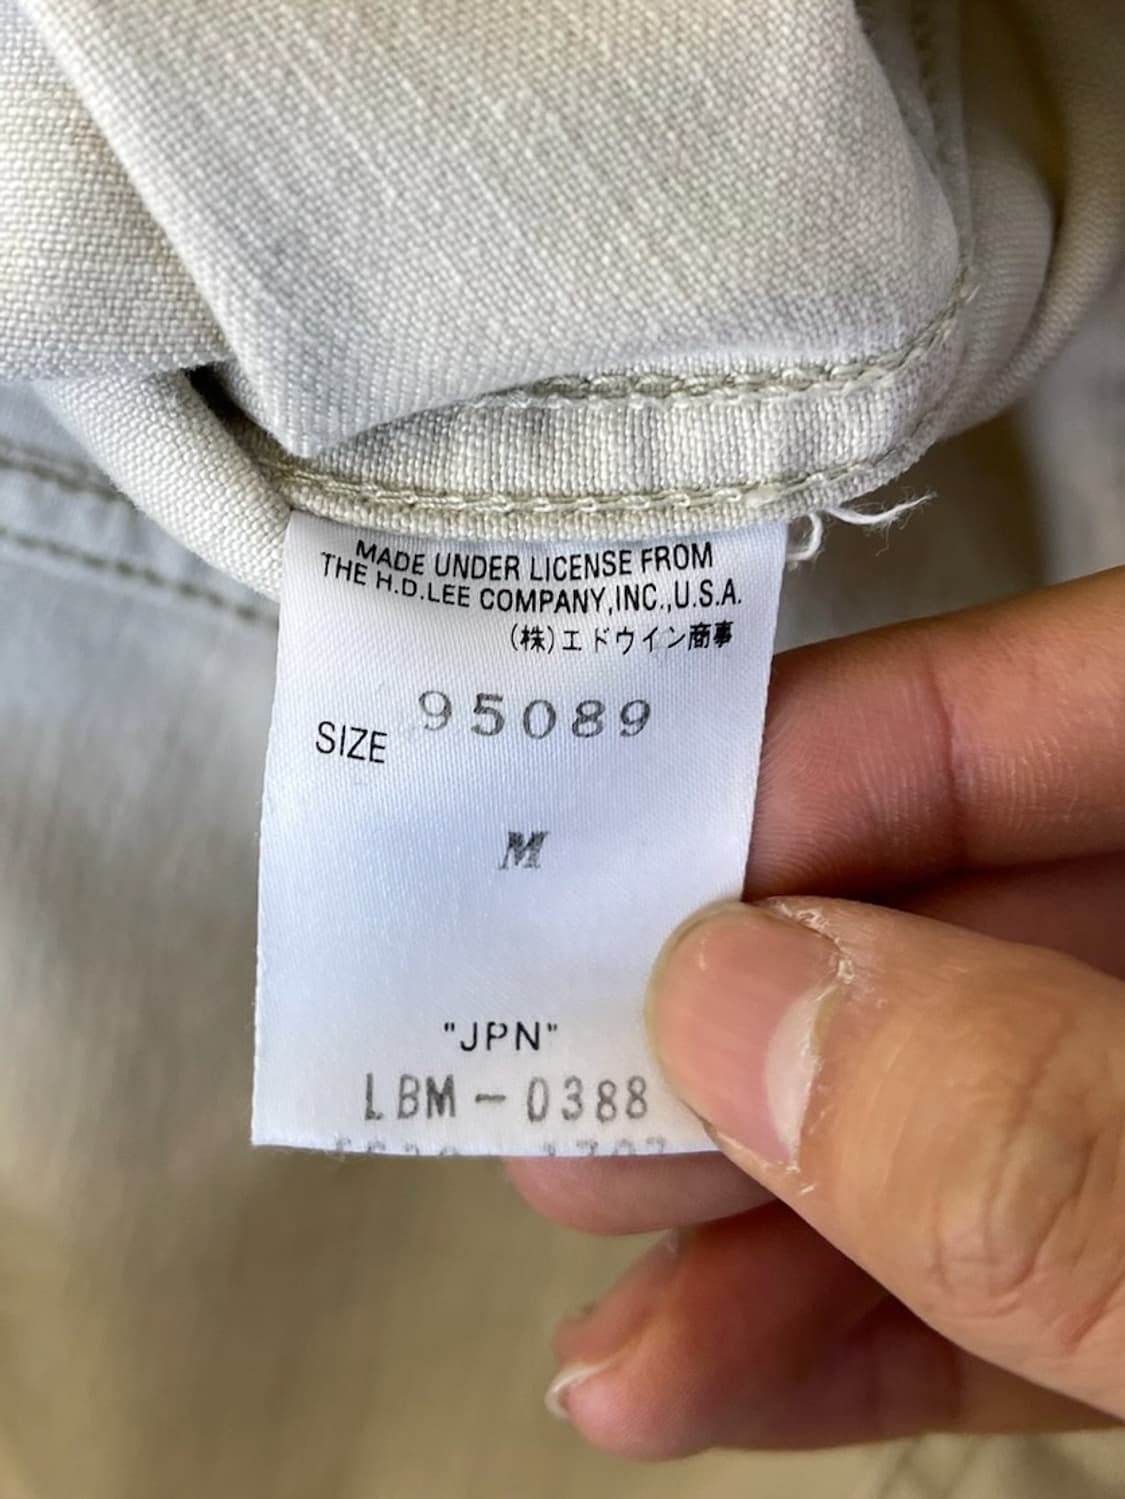 MADE UNDER LICENSE FROM
THE H.D.LEE COMPANY,INC.,U.S.A.
(株)エドウイン商事
95089
SIZE
M
"JPN"
LBM-0388